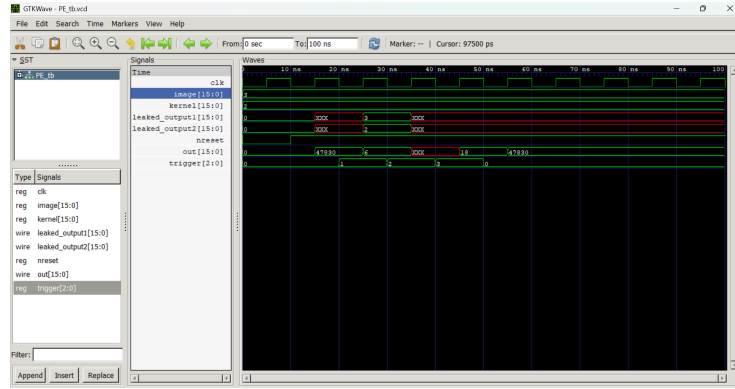 GTKWave - PE_tb.vcd
File Edit Search Time Markers View Help
From: 0 sec To: 100 ns Marker: -- | Cursor: 97500 ps
SST
PE_tb
Type Signals
reg clk
reg image[15:0]
reg kernel[15:0]
wire leaked_output1[15:0]
wire leaked_output2[15:0]
reg nreset
wire out[15:0]
reg trigger[2:0]
Filter:
Append Insert Replace
Signals
Time
clk
image[15:0]
kernel[15:0]
leaked_output1[15:0]
leaked_output2[15:0]
nreset
out[15:0]
trigger[2:0]
Waves
10 ns 20 ns 30 ns 40 ns 50 ns 60 ns 70 ns 80 ns 90 ns 100
3
2
0 XXX 3 XXX
0 XXX 2 XXX
0 47830 6 XXX 18 47830
0 1 2 3 0